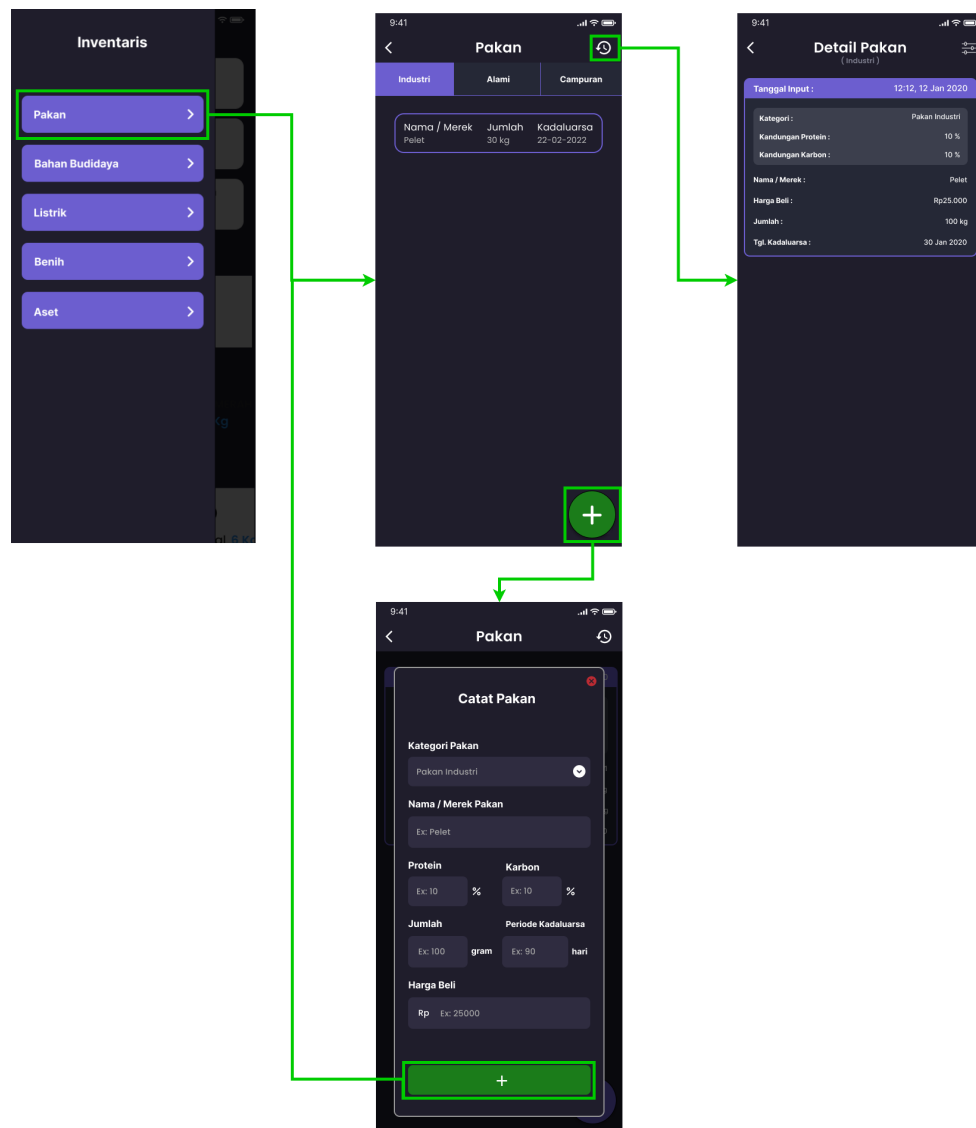 Inventaris
Pakan
Bahan Budidaya
Listrik
Benih
Aset
Kg
al 6 Kg
9:41
Pakan
Industri Alami Campuran
Nama / Merek Jumlah Kadaluarsa
Pelet 30 kg 22-02-2022
+
9:41
Detail Pakan
( Industri )
Tanggal Input : 12:12, 12 Jan 2020
Kategori : Pakan Industri
Kandungan Protein : 10 %
Kandungan Karbon : 10 %
Nama / Merek : Pelet
Harga Beli : Rp25.000
Jumlah : 100 kg
Tgl. Kadaluarsa : 30 Jan 2020
9:41
Pakan
Catat Pakan
Kategori Pakan
Pakan Industri
Nama / Merek Pakan
Ex: Pelet
Protein Karbon
Ex: 10 % Ex: 10 %
Jumlah Periode Kadaluarsa
Ex: 100 gram Ex: 90 hari
Harga Beli
Rp Ex: 25000
+